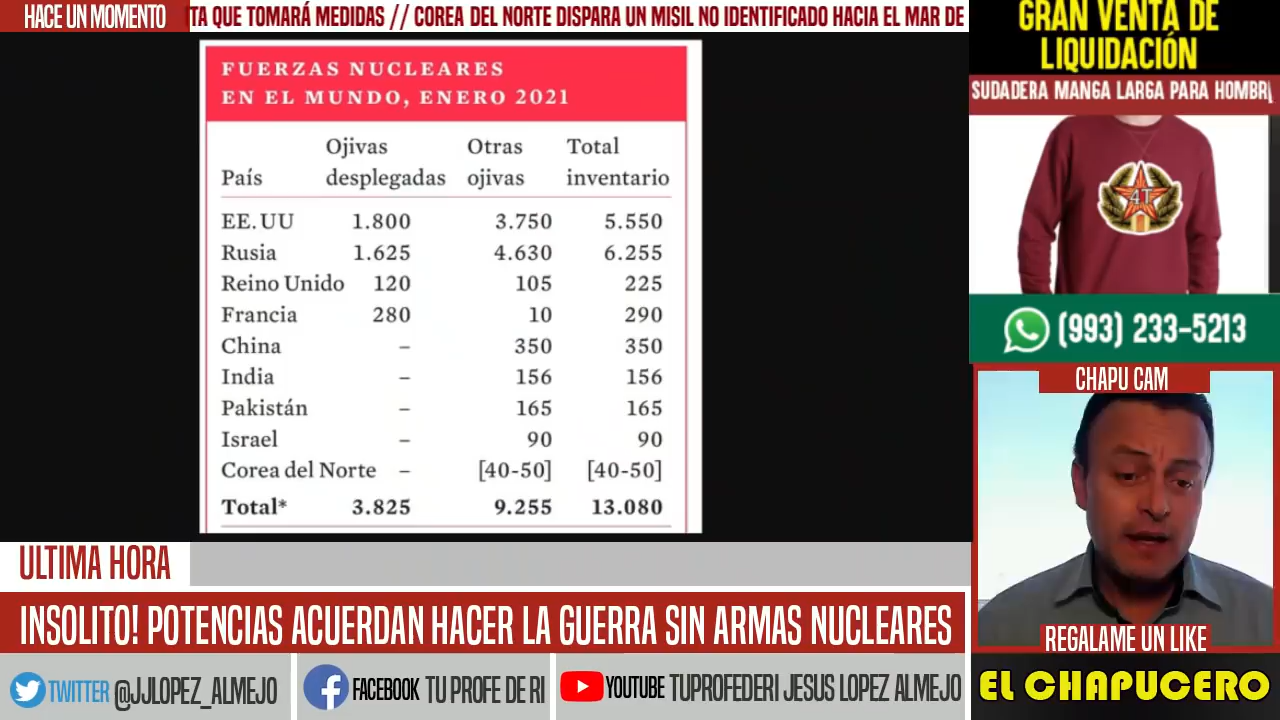 HACE UN MOMENTO
TA QUE TOMARÁ MEDIDAS // COREA DEL NORTE DISPARA UN MISIL NO IDENTIFICADO HACIA EL MAR DE
GRAN VENTA DE
LIQUIDACIÓN
SUDADERA MANGA LARGA PARA HOMBR
4T
(993) 233-5213
CHAPU CAM
FUERZAS NUCLEARES
EN EL MUNDO, ENERO 2021
Ojivas Otras Total
País desplegadas ojivas inventario
EE. UU 1.800 3.750 5.550
Rusia 1.625 4.630 6.255
Reino Unido 120 105 225
Francia 280 10 290
China – 350 350
India – 156 156
Pakistán – 165 165
Israel – 90 90
Corea del Norte – [40-50] [40-50]
Total* 3.825 9.255 13.080
ULTIMA HORA
INSOLITO! POTENCIAS ACUERDAN HACER LA GUERRA SIN ARMAS NUCLEARES
REGALAME UN LIKE
TWITTER @JJLOPEZ_ALMEJO
FACEBOOK TU PROFE DE RI
YOUTUBE TUPROFEDERI JESUS LOPEZ ALMEJO
EL CHAPUCERO